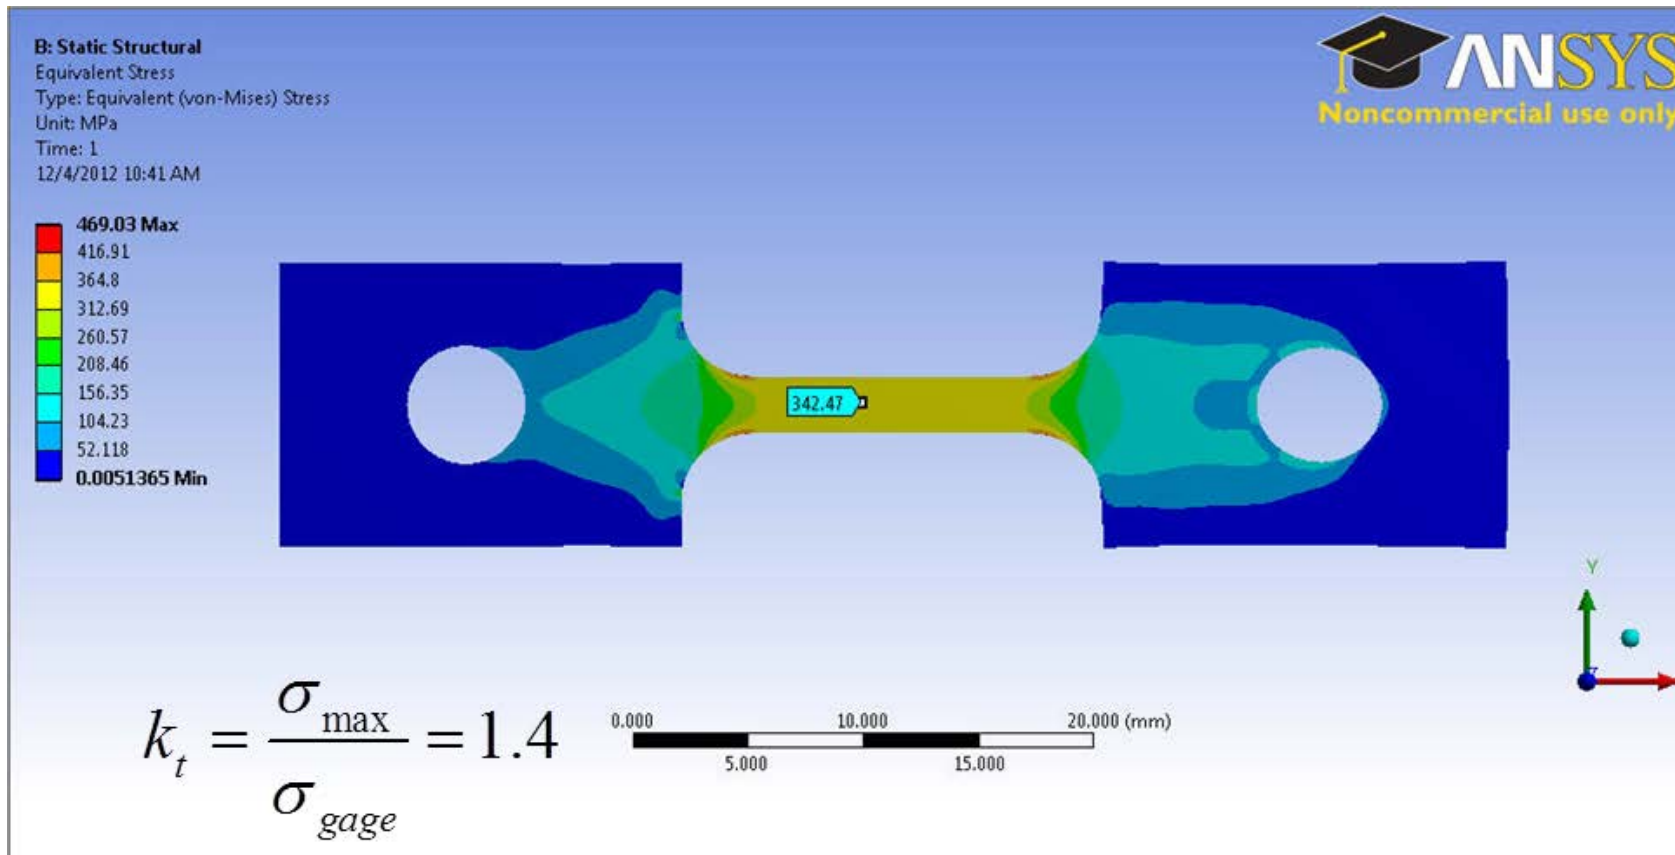 B: Static Structural
Equivalent Stress
Type: Equivalent (von-Mises) Stress
Unit: MPa
Time: 1
12/4/2012 10:41 AM
ANSYS
Noncommercial use only
469.03 Max
416.91
364.8
312.69
260.57
208.46
156.35
104.23
52.118
0.0051365 Min
342.47
Y
Z
k_t = σ_max / σ_gage = 1.4
0.000 10.000 20.000 (mm)
5.000 15.000